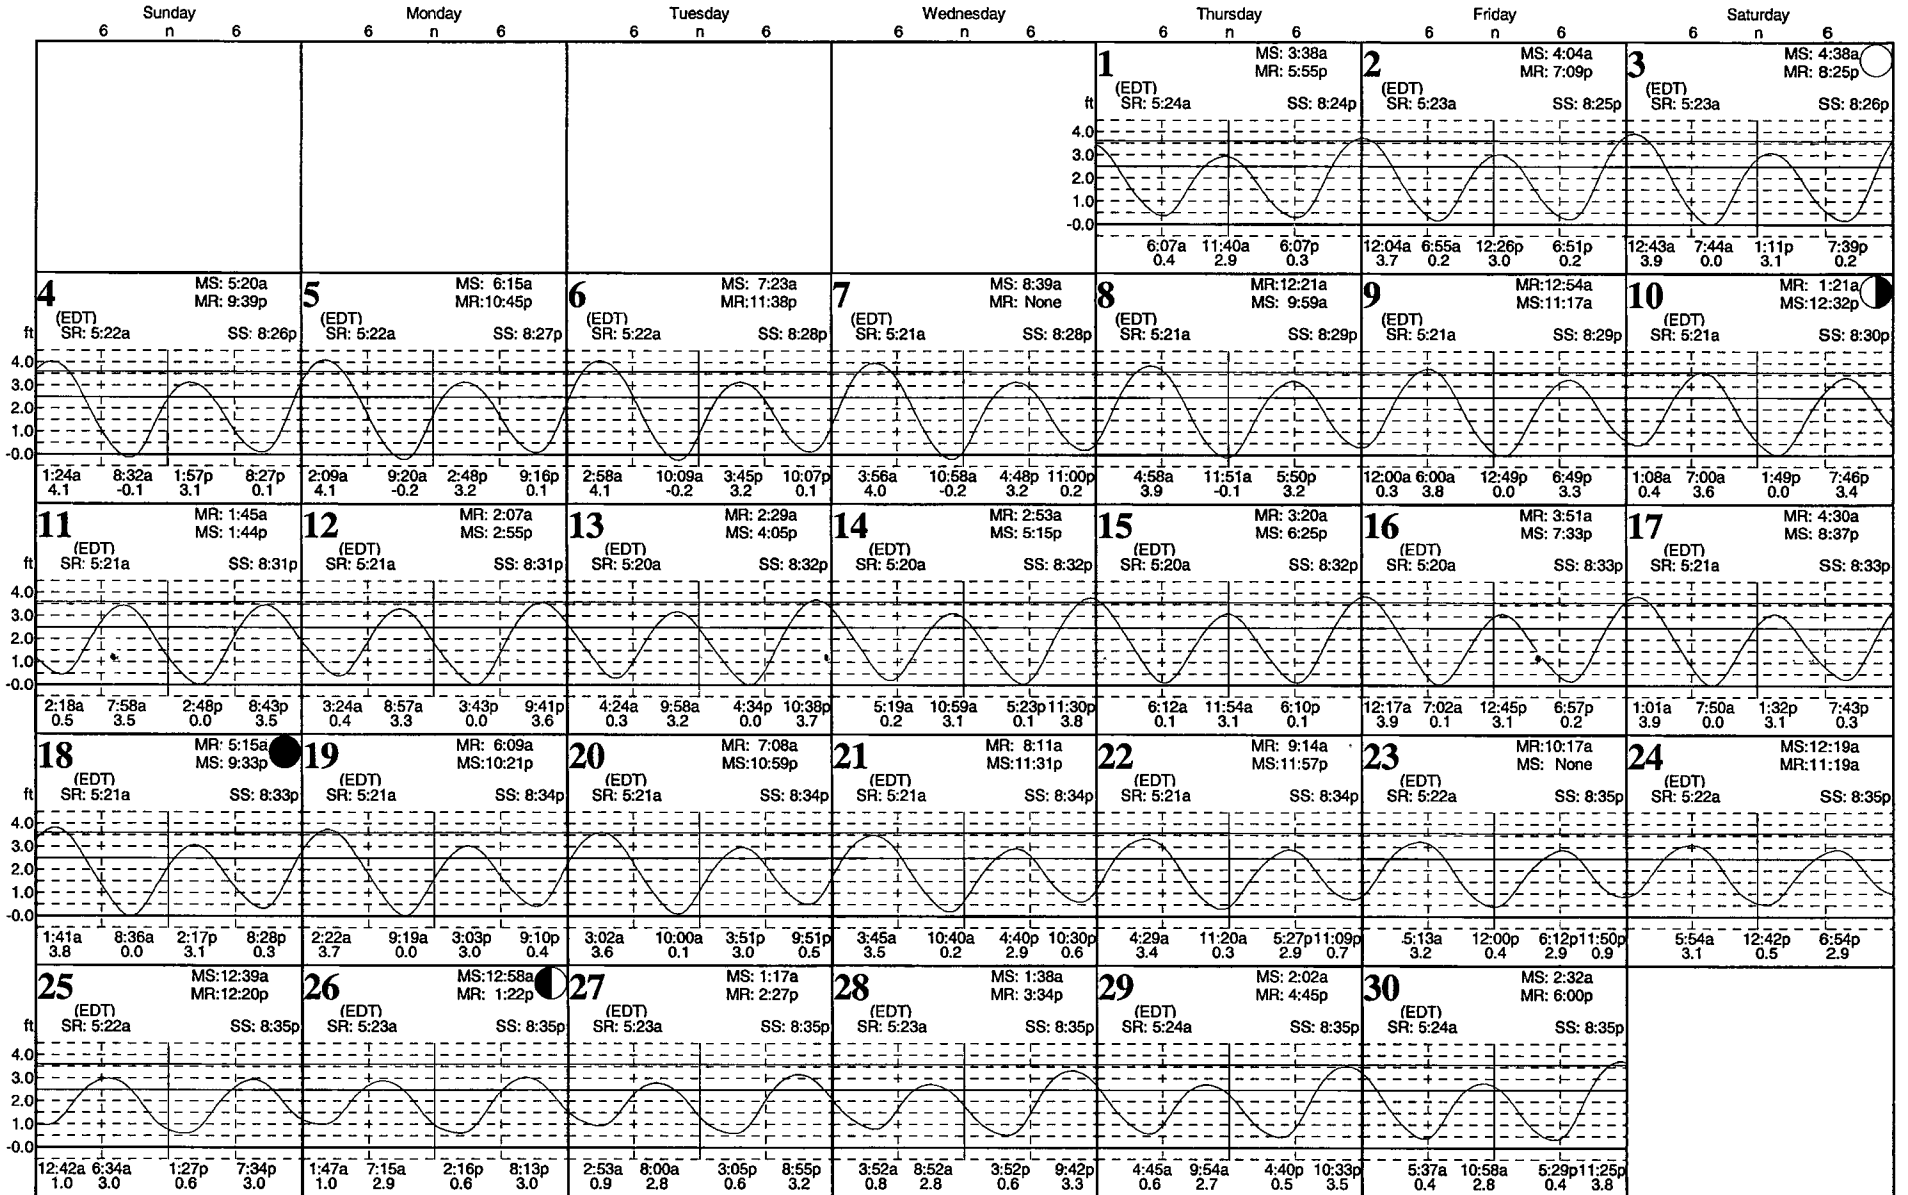 Sunday Monday Tuesday Wednesday Thursday Friday Saturday
6 n 6 6 n 6 6 n 6 6 n 6 6 n 6 6 n 6 6 n 6
1 MS: 3:38a 2 MS: 4:04a 3 MS: 4:38a
MR: 5:55p MR: 7:09p MR: 8:25p
(EDT) (EDT) (EDT)
ft SR: 5:24a SS: 8:24p SR: 5:23a SS: 8:25p SR: 5:23a SS: 8:26p
4.0
3.0
2.0
1.0
-0.0
6:07a 11:40a 6:07p 12:04a 6:55a 12:26p 6:51p 12:43a 7:44a 1:11p 7:39p
0.4 2.9 0.3 3.7 0.2 3.0 0.2 3.9 0.0 3.1 0.2
4 MS: 5:20a 5 MS: 6:15a 6 MS: 7:23a 7 MS: 8:39a 8 MR:12:21a 9 MR:12:54a 10 MR: 1:21a
MR: 9:39p MR:10:45p MR:11:38p MR: None MS: 9:59a MS:11:17a MS:12:32p
(EDT) (EDT) (EDT) (EDT) (EDT) (EDT) (EDT)
ft SR: 5:22a SS: 8:26p SR: 5:22a SS: 8:27p SR: 5:22a SS: 8:28p SR: 5:21a SS: 8:28p SR: 5:21a SS: 8:29p SR: 5:21a SS: 8:29p SR: 5:21a SS: 8:30p
4.0
3.0
2.0
1.0
-0.0
1:24a 8:32a 1:57p 8:27p 2:09a 9:20a 2:48p 9:16p 2:58a 10:09a 3:45p 10:07p 3:56a 10:58a 4:48p 11:00p 4:58a 11:51a 5:50p 12:00a 6:00a 12:49p 6:49p 1:08a 7:00a 1:49p 7:46p
4.1 -0.1 3.1 0.1 4.1 -0.2 3.2 0.1 4.1 -0.2 3.2 0.1 4.0 -0.2 3.2 0.2 3.9 -0.1 3.2 0.3 3.8 0.0 3.3 0.4 3.6 0.0 3.4
11 MR: 1:45a 12 MR: 2:07a 13 MR: 2:29a 14 MR: 2:53a 15 MR: 3:20a 16 MR: 3:51a 17 MR: 4:30a
MS: 1:44p MS: 2:55p MS: 4:05p MS: 5:15p MS: 6:25p MS: 7:33p MS: 8:37p
(EDT) (EDT) (EDT) (EDT) (EDT) (EDT) (EDT)
ft SR: 5:21a SS: 8:31p SR: 5:21a SS: 8:31p SR: 5:20a SS: 8:32p SR: 5:20a SS: 8:32p SR: 5:20a SS: 8:32p SR: 5:20a SS: 8:33p SR: 5:21a SS: 8:33p
4.0
3.0
2.0
1.0
-0.0
2:18a 7:58a 2:48p 8:43p 3:24a 8:57a 3:43p 9:41p 4:24a 9:58a 4:34p 10:38p 5:19a 10:59a 5:23p 11:30p 6:12a 11:54a 6:10p 12:17a 7:02a 12:45p 6:57p 1:01a 7:50a 1:32p 7:43p
0.5 3.5 0.0 3.5 0.4 3.3 0.0 3.6 0.3 3.2 0.0 3.7 0.2 3.1 0.1 3.8 0.1 3.1 0.1 3.9 0.1 3.1 0.2 3.9 0.0 3.1 0.3
18 MR: 5:15a 19 MR: 6:09a 20 MR: 7:08a 21 MR: 8:11a 22 MR: 9:14a 23 MR:10:17a 24 MS:12:19a
MS: 9:33p MS:10:21p MS:10:59p MS:11:31p MS:11:57p MS: None MR:11:19a
(EDT) (EDT) (EDT) (EDT) (EDT) (EDT) (EDT)
ft SR: 5:21a SS: 8:33p SR: 5:21a SS: 8:34p SR: 5:21a SS: 8:34p SR: 5:21a SS: 8:34p SR: 5:21a SS: 8:34p SR: 5:22a SS: 8:35p SR: 5:22a SS: 8:35p
4.0
3.0
2.0
1.0
-0.0
1:41a 8:36a 2:17p 8:28p 2:22a 9:19a 3:03p 9:10p 3:02a 10:00a 3:51p 9:51p 3:45a 10:40a 4:40p 10:30p 4:29a 11:20a 5:27p 11:09p 5:13a 12:00p 6:12p 11:50p 5:54a 12:42p 6:54p
3.8 0.0 3.1 0.3 3.7 0.0 3.0 0.4 3.6 0.1 3.0 0.5 3.5 0.2 2.9 0.6 3.4 0.3 2.9 0.7 3.2 0.4 2.9 0.9 3.1 0.5 2.9
25 MS:12:39a 26 MS:12:58a 27 MS: 1:17a 28 MS: 1:38a 29 MS: 2:02a 30 MS: 2:32a
MR:12:20p MR: 1:22p MR: 2:27p MR: 3:34p MR: 4:45p MR: 6:00p
(EDT) (EDT) (EDT) (EDT) (EDT) (EDT)
ft SR: 5:22a SS: 8:35p SR: 5:23a SS: 8:35p SR: 5:23a SS: 8:35p SR: 5:23a SS: 8:35p SR: 5:24a SS: 8:35p SR: 5:24a SS: 8:35p
4.0
3.0
2.0
1.0
-0.0
12:42a 6:34a 1:27p 7:34p 1:47a 7:15a 2:16p 8:13p 2:53a 8:00a 3:05p 8:55p 3:52a 8:52a 3:52p 9:42p 4:45a 9:54a 4:40p 10:33p 5:37a 10:58a 5:29p 11:25p
1.0 3.0 0.6 3.0 1.0 2.9 0.6 3.0 0.9 2.8 0.6 3.2 0.8 2.8 0.6 3.3 0.6 2.7 0.5 3.5 0.4 2.8 0.4 3.8